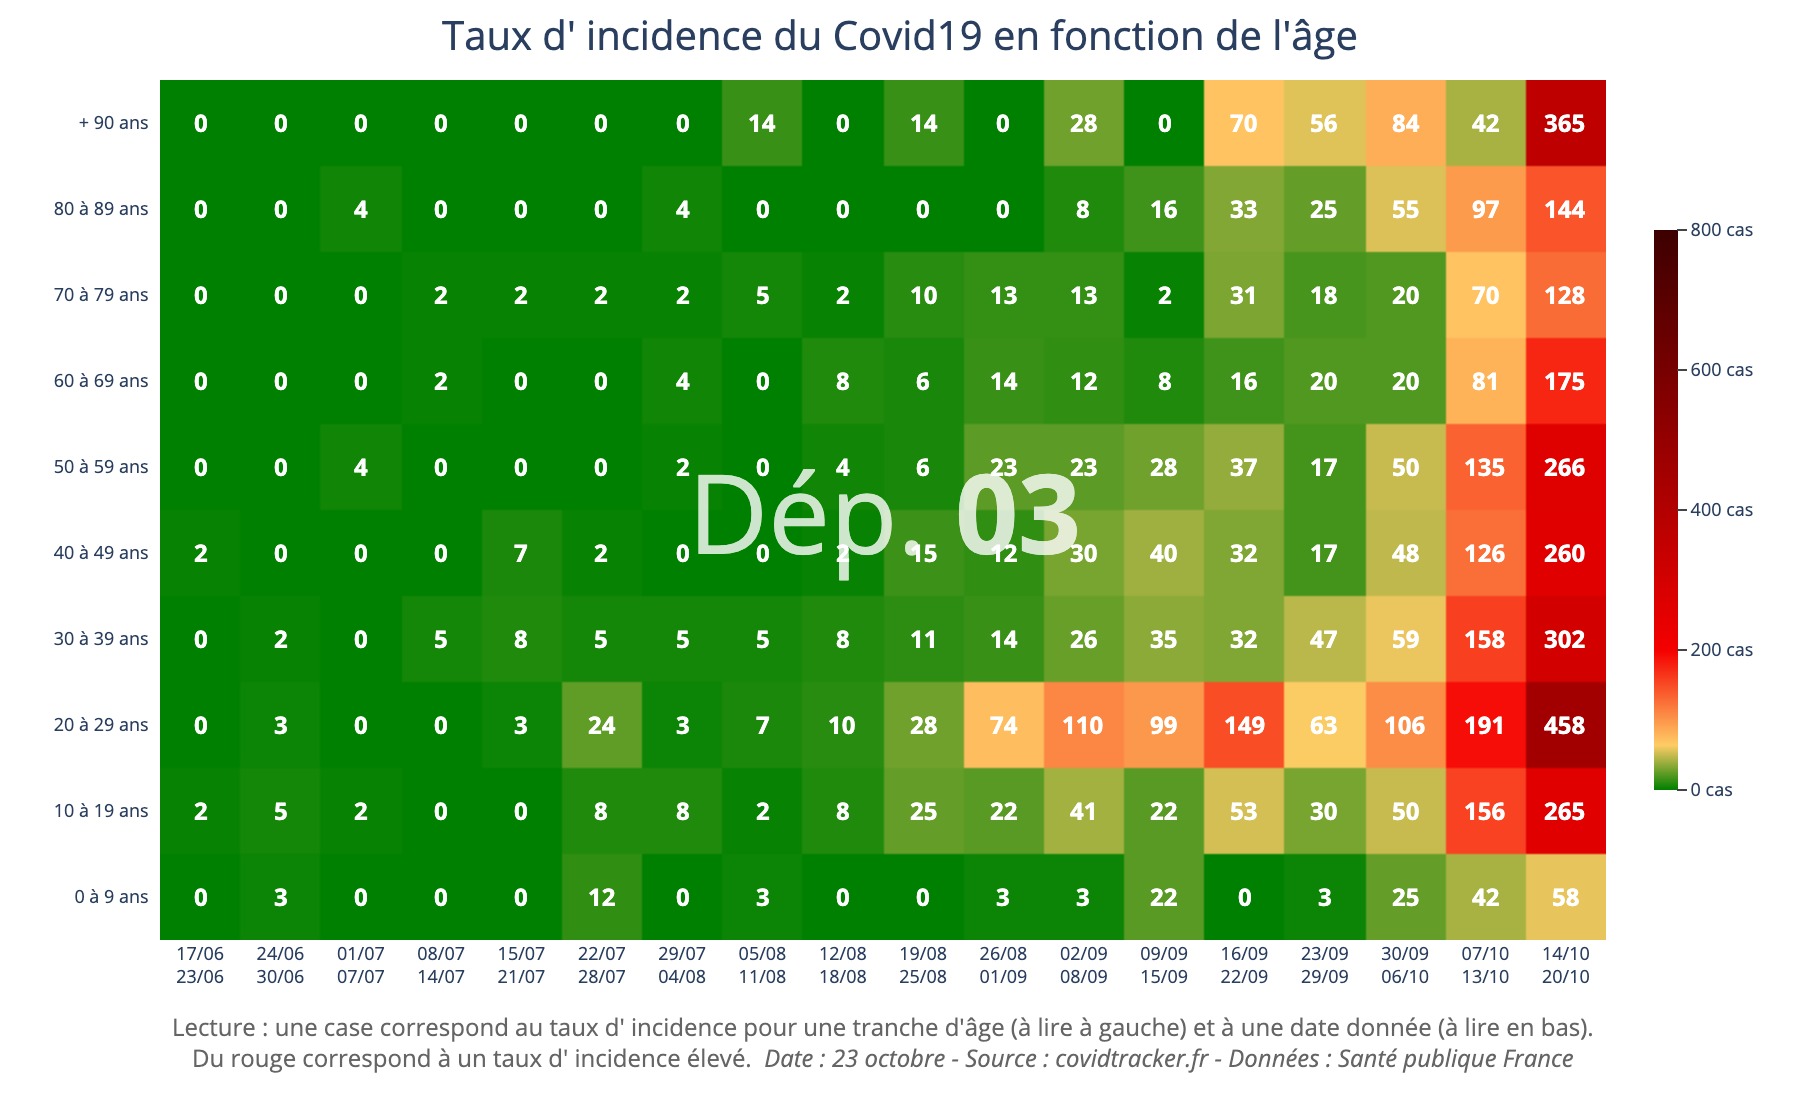 Taux d' incidence du Covid19 en fonction de l'âge
+ 90 ans 0 0 0 0 0 0 0 14 0 14 0 28 0 70 56 84 42 365
80 à 89 ans 0 0 4 0 0 0 4 0 0 0 0 8 16 33 25 55 97 144
70 à 79 ans 0 0 0 2 2 2 2 5 2 10 13 13 2 31 18 20 70 128
60 à 69 ans 0 0 0 2 0 0 4 0 8 6 14 12 8 16 20 20 81 175
50 à 59 ans 0 0 4 0 0 0 2 0 4 6 23 23 28 37 17 50 135 266
Dép. 03
40 à 49 ans 2 0 0 0 7 2 0 0 2 15 12 30 40 32 17 48 126 260
30 à 39 ans 0 2 0 5 8 5 5 5 8 11 14 26 35 32 47 59 158 302
20 à 29 ans 0 3 0 0 3 24 3 7 10 28 74 110 99 149 63 106 191 458
10 à 19 ans 2 5 2 0 0 8 8 2 8 25 22 41 22 53 30 50 156 265
0 à 9 ans 0 3 0 0 0 12 0 3 0 0 3 3 22 0 3 25 42 58
17/06 24/06 01/07 08/07 15/07 22/07 29/07 05/08 12/08 19/08 26/08 02/09 09/09 16/09 23/09 30/09 07/10 14/10
23/06 30/06 07/07 14/07 21/07 28/07 04/08 11/08 18/08 25/08 01/09 08/09 15/09 22/09 29/09 06/10 13/10 20/10
800 cas
600 cas
400 cas
200 cas
0 cas
Lecture : une case correspond au taux d' incidence pour une tranche d'âge (à lire à gauche) et à une date donnée (à lire en bas).
Du rouge correspond à un taux d' incidence élevé. Date : 23 octobre - Source : covidtracker.fr - Données : Santé publique France